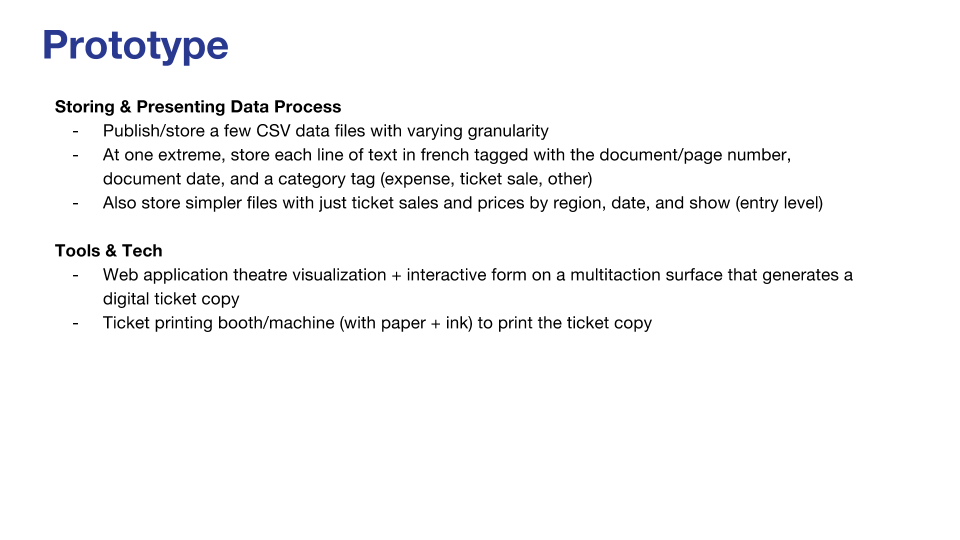 Prototype
Storing & Presenting Data Process
- Publish/store a few CSV data files with varying granularity
- At one extreme, store each line of text in french tagged with the document/page number,
document date, and a category tag (expense, ticket sale, other)
- Also store simpler files with just ticket sales and prices by region, date, and show (entry level)
Tools & Tech
- Web application theatre visualization + interactive form on a multitaction surface that generates a
digital ticket copy
- Ticket printing booth/machine (with paper + ink) to print the ticket copy